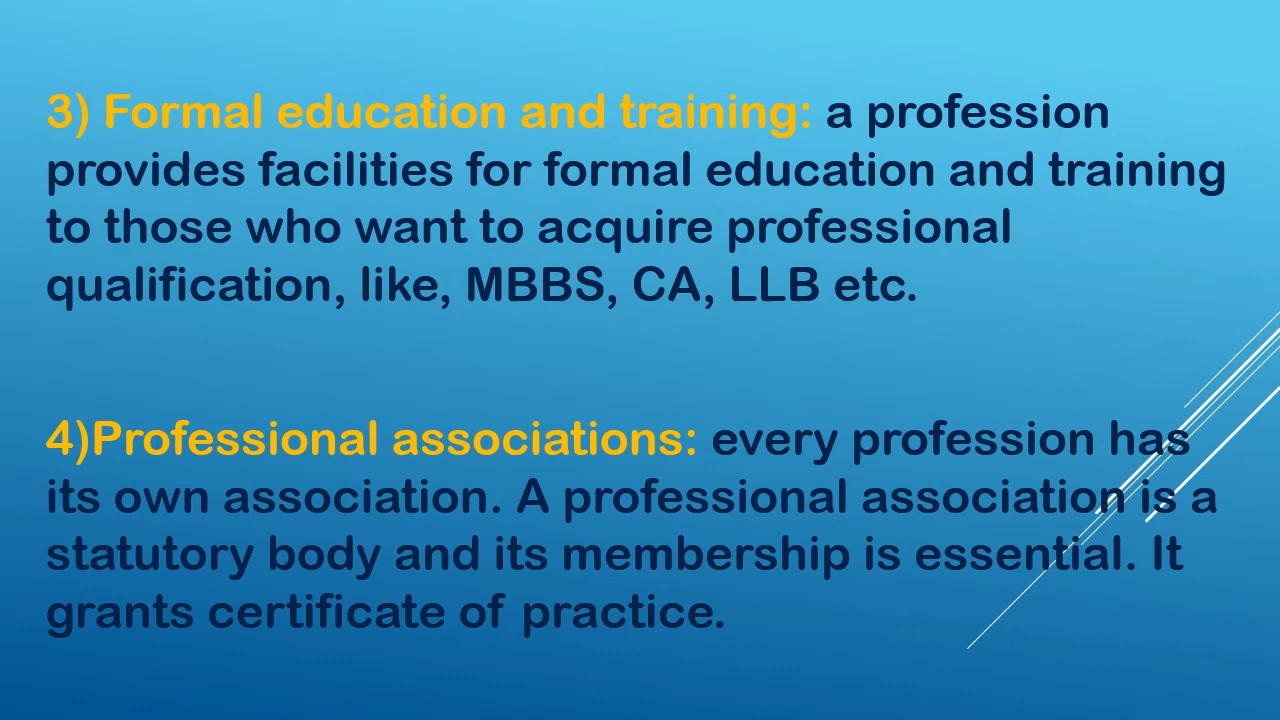 3) Formal education and training: a profession
provides facilities for formal education and training
to those who want to acquire professional
qualification, like, MBBS, CA, LLB etc.
4)Professional associations: every profession has
its own association. A professional association is a
statutory body and its membership is essential. It
grants certificate of practice.